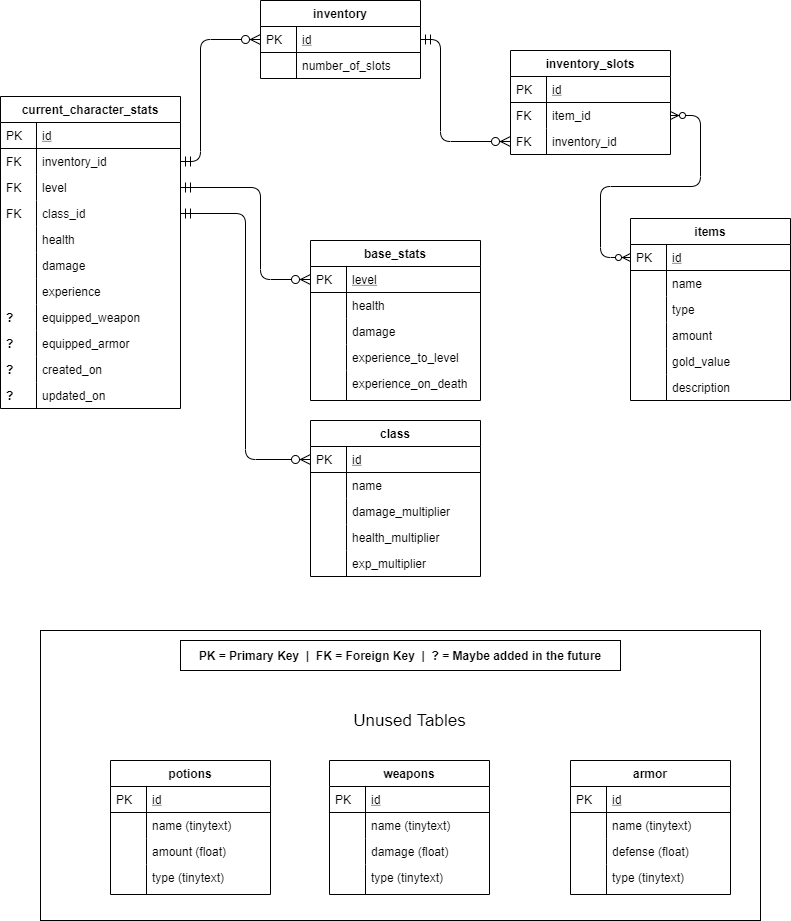 inventory
PK id
number_of_slots
inventory_slots
PK id
FK item_id
FK inventory_id
current_character_stats
PK id
FK inventory_id
FK level
FK class_id
health
damage
experience
? equipped_weapon
? equipped_armor
? created_on
? updated_on
base_stats
PK level
health
damage
experience_to_level
experience_on_death
items
PK id
name
type
amount
gold_value
description
class
PK id
name
damage_multiplier
health_multiplier
exp_multiplier
PK = Primary Key | FK = Foreign Key | ? = Maybe added in the future
Unused Tables
potions
PK id
name (tinytext)
amount (float)
type (tinytext)
weapons
PK id
name (tinytext)
damage (float)
type (tinytext)
armor
PK id
name (tinytext)
defense (float)
type (tinytext)